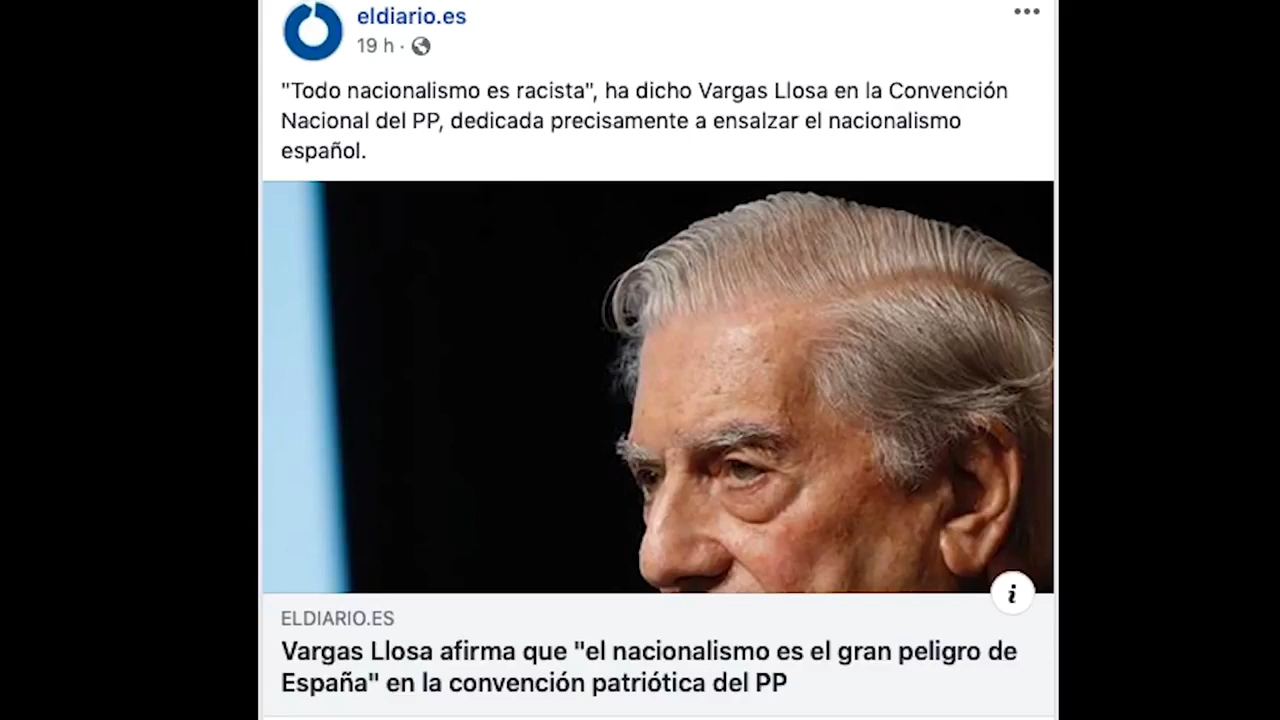 eldiario.es
19 h ·
"Todo nacionalismo es racista", ha dicho Vargas Llosa en la Convención
Nacional del PP, dedicada precisamente a ensalzar el nacionalismo
español.
i
ELDIARIO.ES
Vargas Llosa afirma que "el nacionalismo es el gran peligro de
España" en la convención patriótica del PP